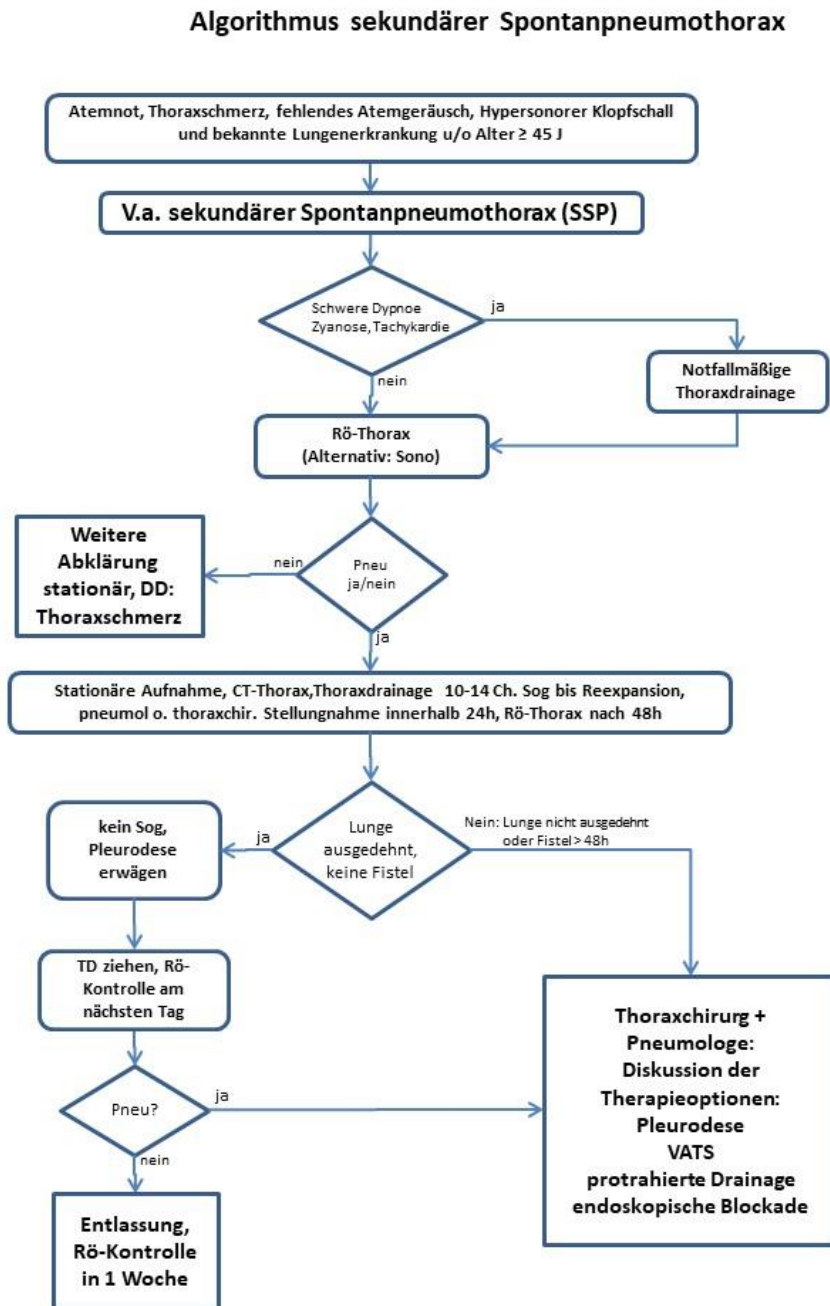 Algorithmus sekundärer Spontanpneumothorax
Atemnot, Thoraxschmerz, fehlendes Atemgeräusch, Hypersonorer Klopfschall
und bekannte Lungenerkrankung u/o Alter ≥ 45 J
V.a. sekundärer Spontanpneumothorax (SSP)
Schwere Dypnoe
Zyanose, Tachykardie
ja
nein
Notfallmäßige
Thoraxdrainage
Rö-Thorax
(Alternativ: Sono)
Pneu
ja/nein
nein
ja
Weitere
Abklärung
stationär, DD:
Thoraxschmerz
Stationäre Aufnahme, CT-Thorax,Thoraxdrainage 10-14 Ch. Sog bis Reexpansion,
pneumol o. thoraxchir. Stellungnahme innerhalb 24h, Rö-Thorax nach 48h
Lunge
ausgedehnt,
keine Fistel
ja
Nein: Lunge nicht ausgedehnt
oder Fistel > 48h
kein Sog,
Pleurodese
erwägen
TD ziehen, Rö-
Kontrolle am
nächsten Tag
Pneu?
ja
nein
Thoraxchirurg +
Pneumologe:
Diskussion der
Therapieoptionen:
Pleurodese
VATS
protrahierte Drainage
endoskopische Blockade
Entlassung,
Rö-Kontrolle
in 1 Woche